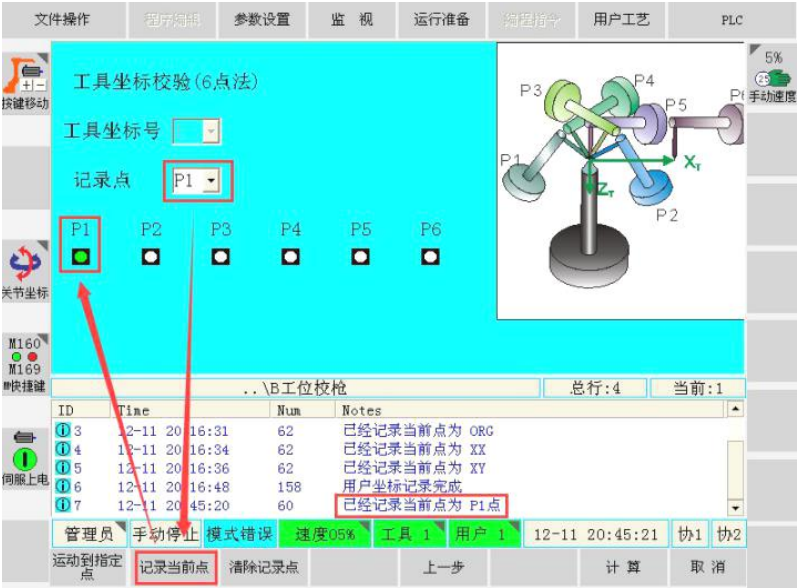 文件操作 程序编辑 参数设置 监 视 运行准备 编程指令 用户工艺 PLC
按键移动
5%
手动速度
工具坐标校验(6点法)
工具坐标号
记录点 P1
P1 P2 P3 P4 P5 P6
P3 P4 P5 P6
P1 P2
XT
ZT
关节坐标
M160
M169
M快捷键
伺服上电
..\B工位校枪 总行:4 当前:1
ID Time Num Notes
3 12-11 20:16:31 62 已经记录当前点为 ORG
4 12-11 20:16:34 62 已经记录当前点为 XX
5 12-11 20:16:36 62 已经记录当前点为 XY
6 12-11 20:16:48 158 用户坐标记录完成
7 12-11 20:45:20 60 已经记录当前点为 P1点
管理员 手动停止 模式错误 速度05% 工具 1 用户 1 12-11 20:45:21 协1 协2
运动到指定点 记录当前点 清除记录点 上一步 计 算 取 消